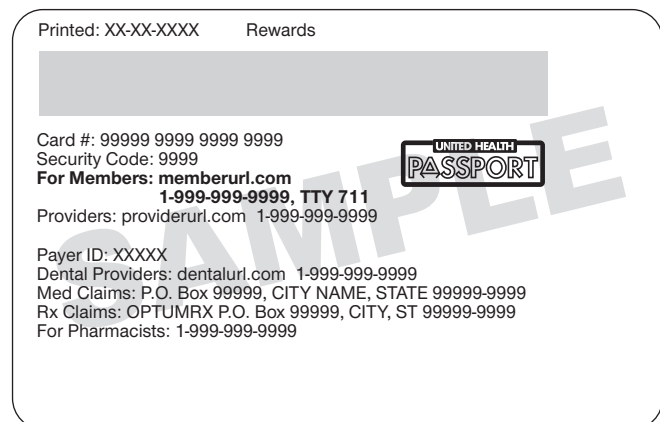 Printed: XX-XX-XXXX Rewards
Card #: 99999 9999 9999 9999
Security Code: 9999
UNITED HEALTH
PASSPORT
For Members: memberurl.com
1-999-999-9999, TTY 711
Providers: providerurl.com 1-999-999-9999
SAMPLE
Payer ID: XXXXX
Dental Providers: dentalurl.com 1-999-999-9999
Med Claims: P.O. Box 99999, CITY NAME, STATE 99999-9999
Rx Claims: OPTUMRX P.O. Box 99999, CITY, ST 99999-9999
For Pharmacists: 1-999-999-9999